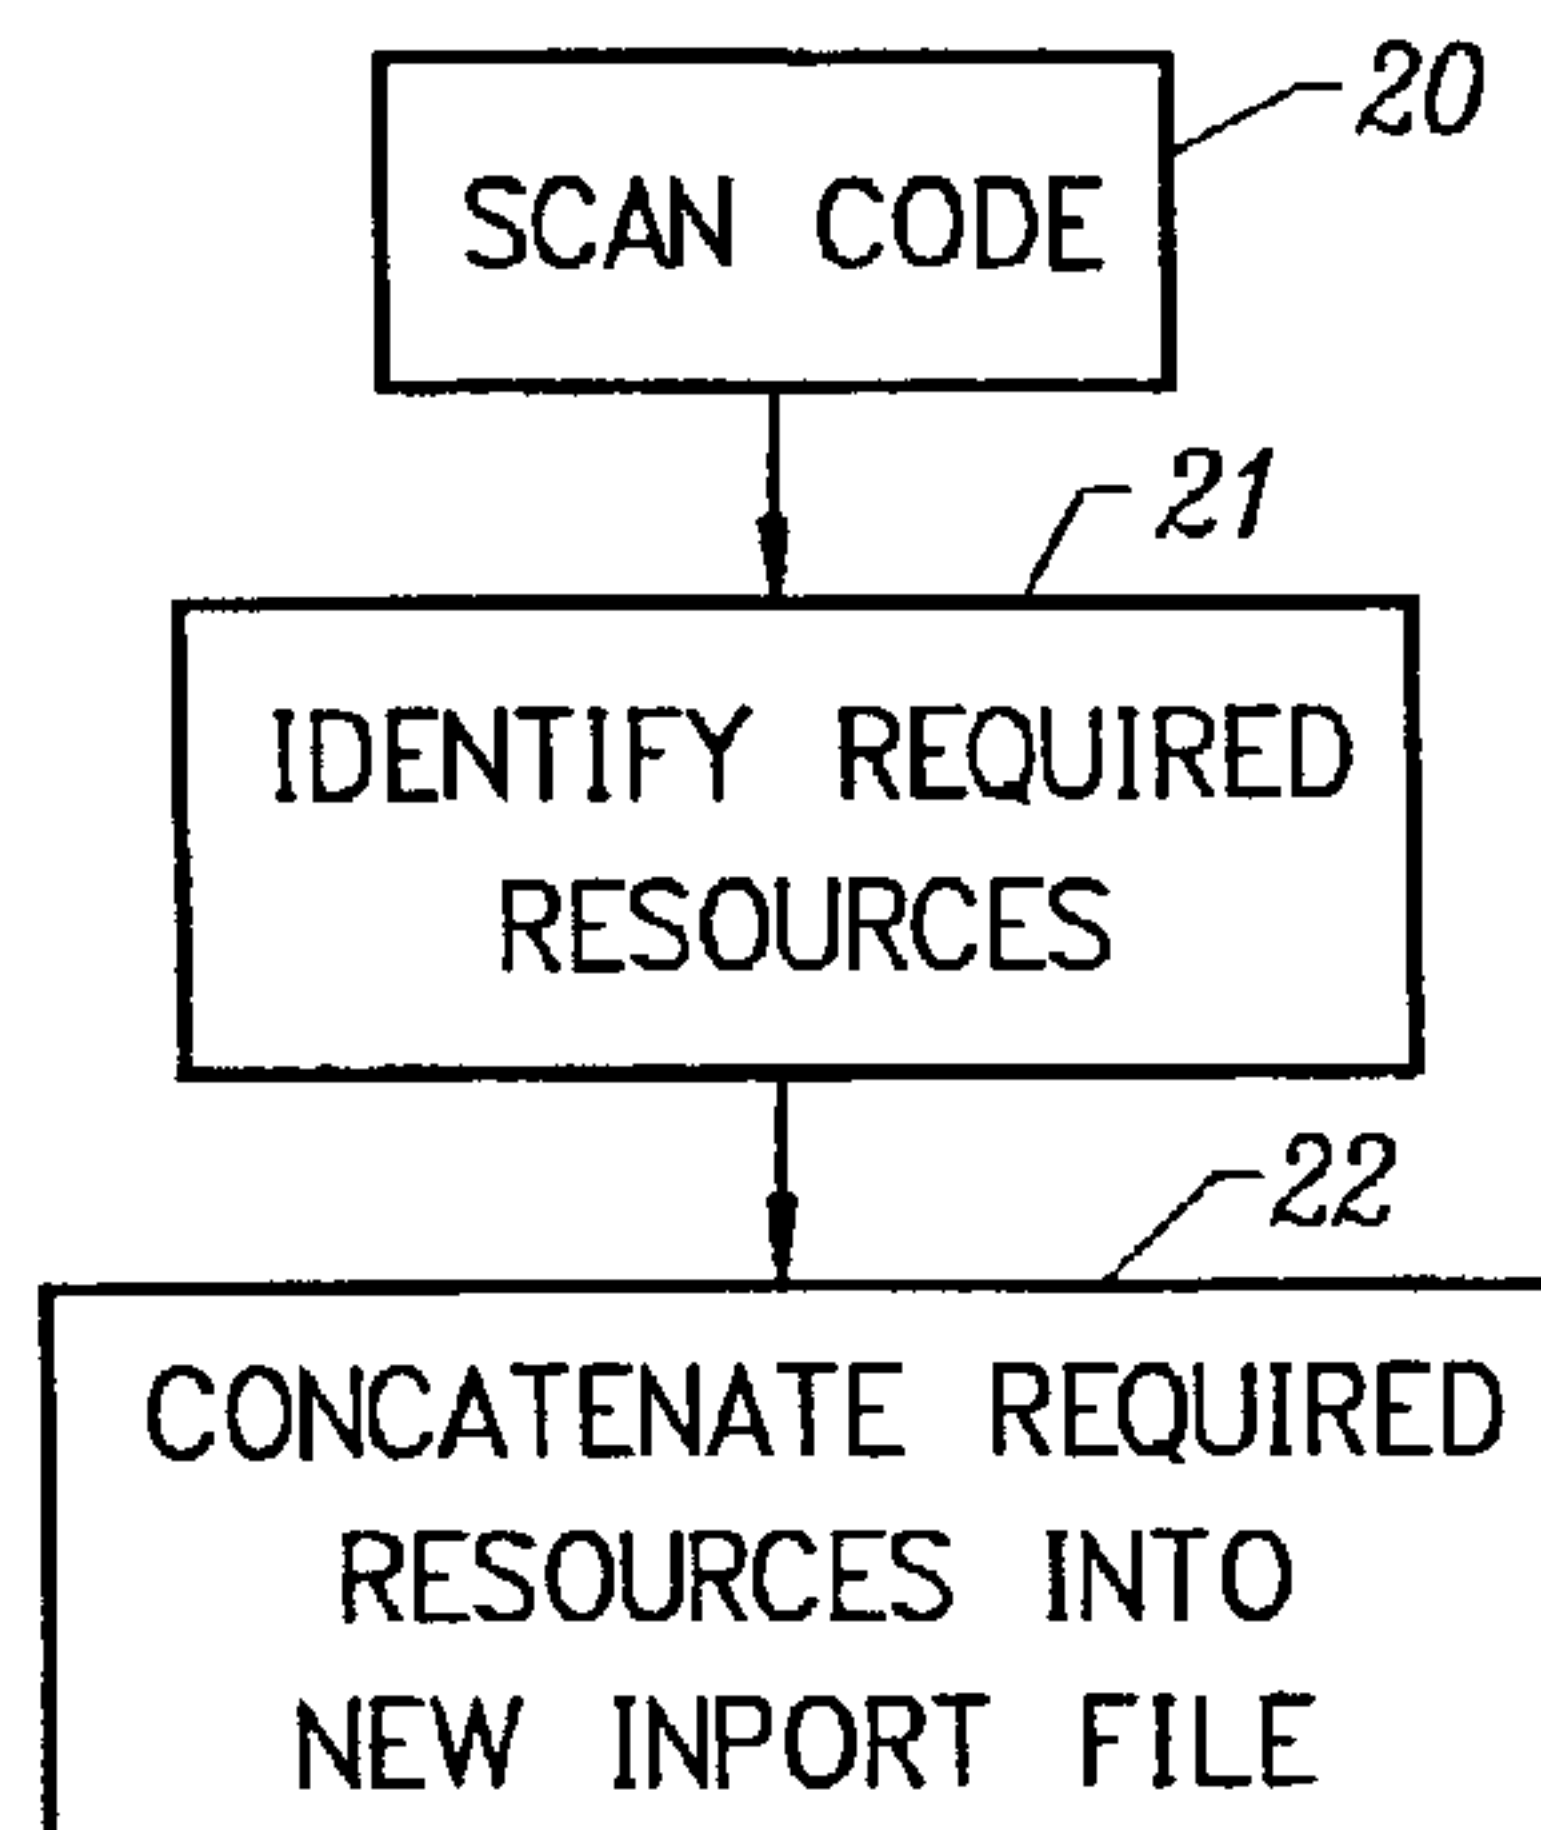 20
SCAN CODE
21
IDENTIFY REQUIRED
RESOURCES
22
CONCATENATE REQUIRED
RESOURCES INTO
NEW INPORT FILE